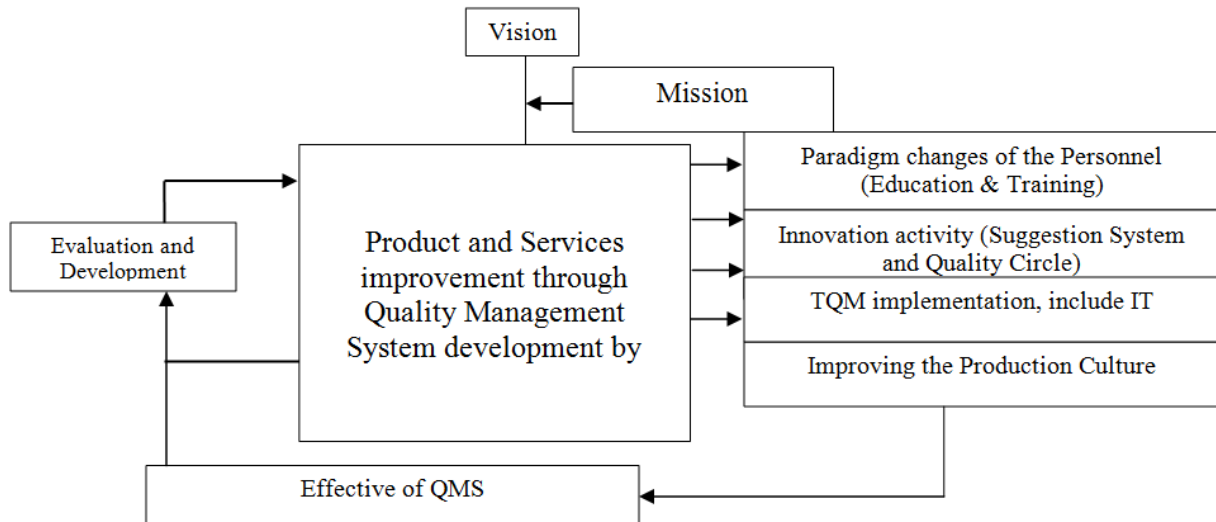 Vision
Mission
Paradigm changes of the Personnel
(Education & Training)
Innovation activity (Suggestion System
and Quality Circle)
TQM implementation, include IT
Improving the Production Culture
Product and Services
improvement through
Quality Management
System development by
Evaluation and
Development
Effective of QMS